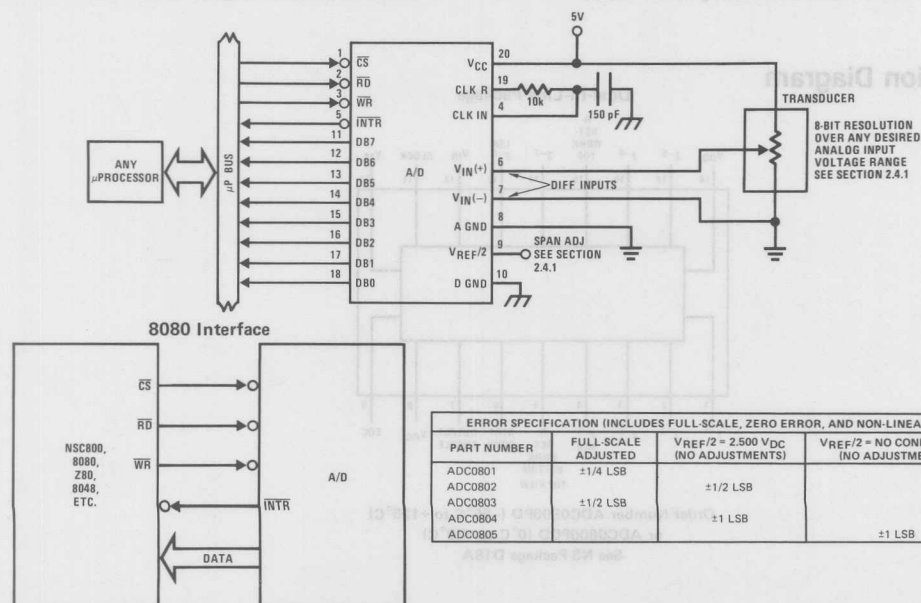 5V
1 CS
2 RD
3 WR
5 INTR
11 DB7
12 DB6
13 DB5
14 DB4
15 DB3
16 DB2
17 DB1
18 DB0
ANY
μPROCESSOR
μP BUS
A/D
20
VCC
19
CLK R
10k
150 pF
4
CLK IN
6
VIN(+)
DIFF INPUTS
7
VIN(−)
8
A GND
9
VREF/2
SPAN ADJ
SEE SECTION
2.4.1
10
D GND
TRANSDUCER
8-BIT RESOLUTION
OVER ANY DESIRED
ANALOG INPUT
VOLTAGE RANGE
SEE SECTION 2.4.1
ion Diagram
8080 Interface
NSC800,
8080,
Z80,
8048,
ETC.
CS
RD
WR
INTR
A/D
DATA
ERROR SPECIFICATION (INCLUDES FULL-SCALE, ZERO ERROR, AND NON-LINEA
PART NUMBER
FULL-SCALE
ADJUSTED
VREF/2 = 2.500 VDC
(NO ADJUSTMENTS)
VREF/2 = NO CON
(NO ADJUSTME
ADC0801 ±1/4 LSB
ADC0802 ±1/2 LSB
ADC0803 ±1/2 LSB
ADC0804 ±1 LSB
ADC0805 ±1 LSB